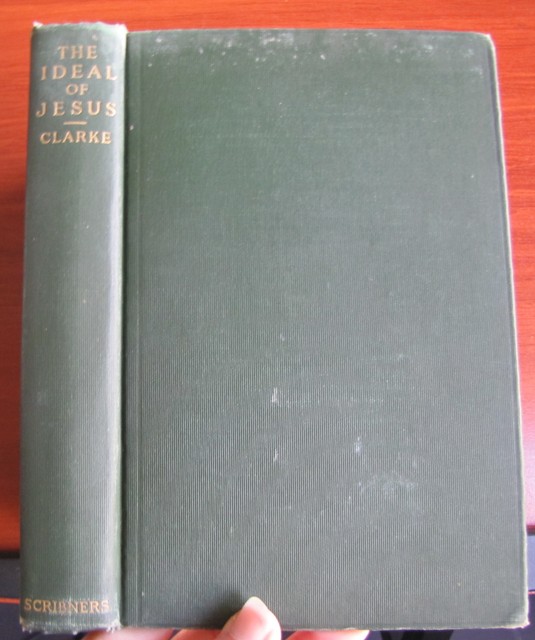 THE
IDEAL
OF
JESUS
CLARKE
SCRIBNERS